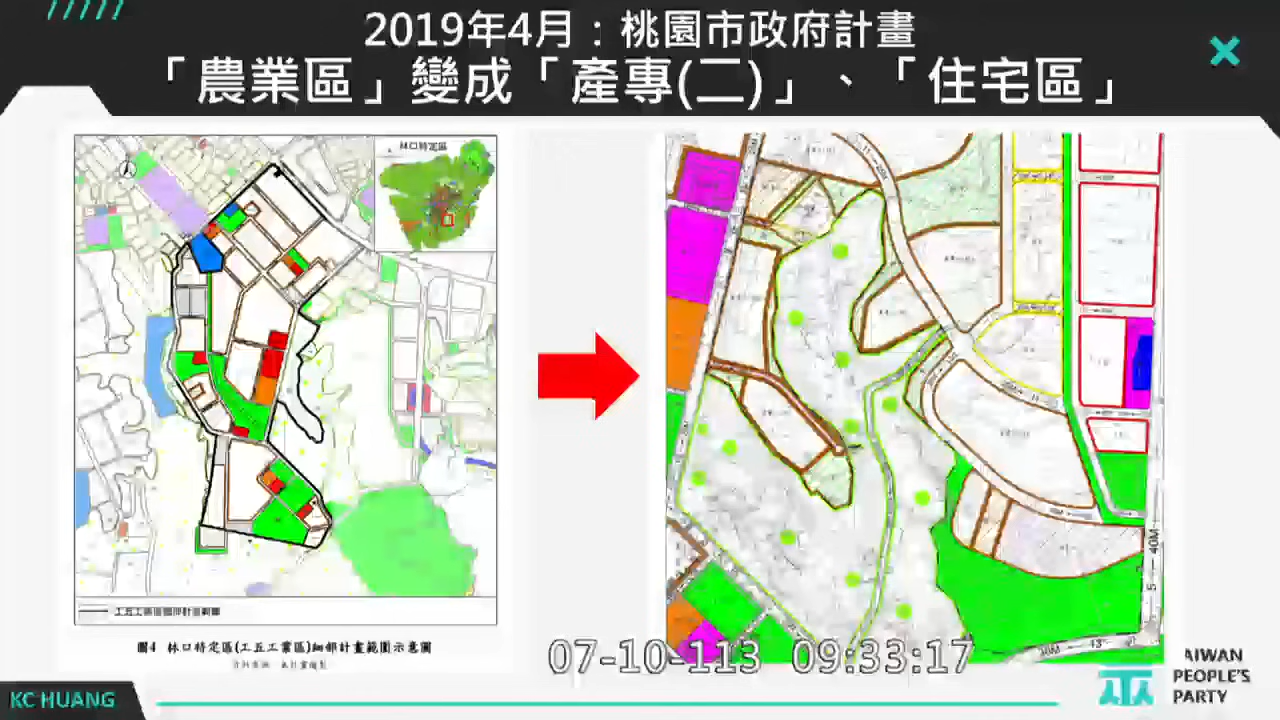 2019年4月：桃園市政府計畫
「農業區」變成「產專(二)」、「住宅區」
林口特定區
工五工業區細部計畫範圍
圖4 林口特定區(工五工業區)細部計畫範圍示意圖
40M
07-10-113 09:33:17
KC HUANG
AIWAN
PEOPLE'S
PARTY